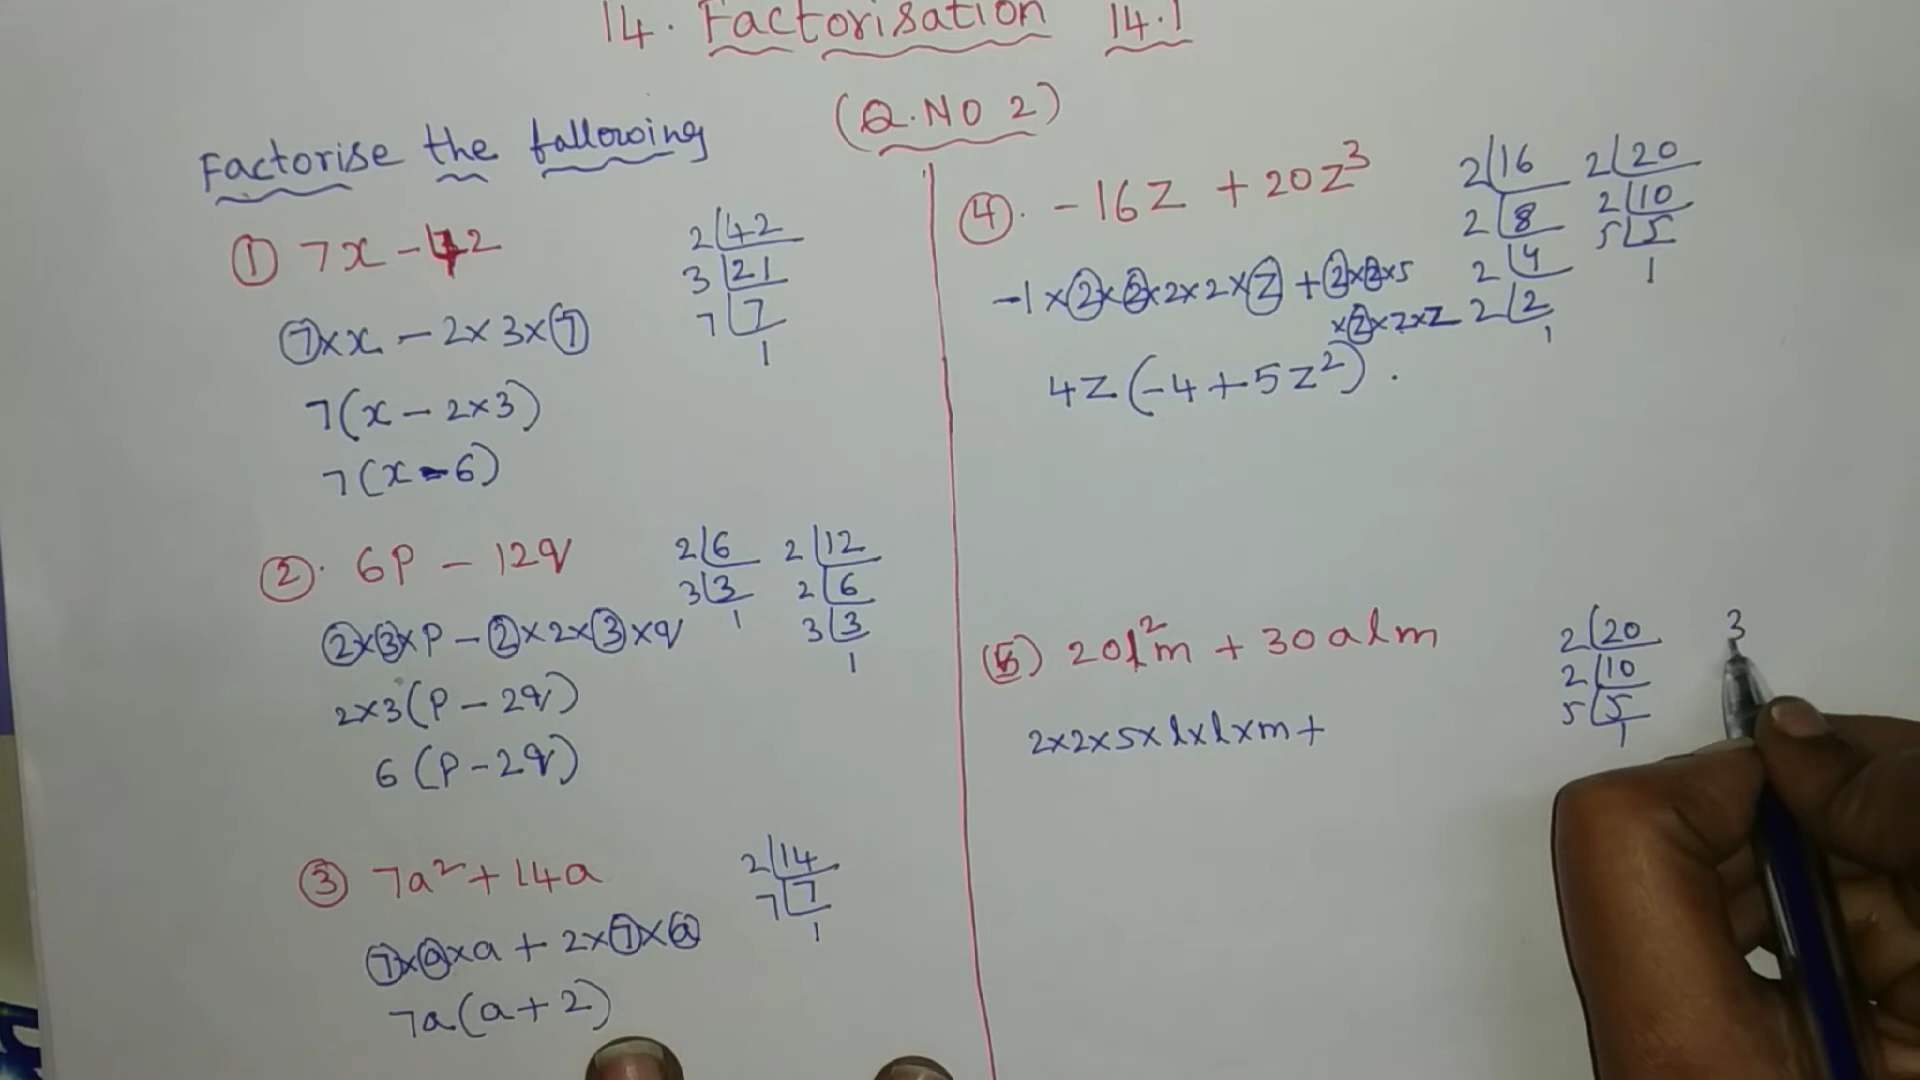 14. Factorisation 14.1
(Q.NO 2)
Factorise the following
① 7x - 42
7×x - 2×3×7
7(x - 2×3)
7(x - 6)
2 42
3 21
7 7
1
②. 6p - 12q
2×3×p - 2×2×3×q
2×3(p - 2q)
6(p - 2q)
2 6
3 3
1
2 12
2 6
3 3
1
③ 7a² + 14a
7×a×a + 2×7×a
7a(a + 2)
2 14
7 7
1
④. -16z + 20z³
-1×2×2×2×2×z + 2×2×5
×z×z×z
4z(-4 + 5z²).
2 16
2 8
2 4
2 2
1
2 20
2 10
5 5
1
(5) 20l²m + 30alm
2×2×5×l×l×m +
2 20
2 10
5 5
1
3